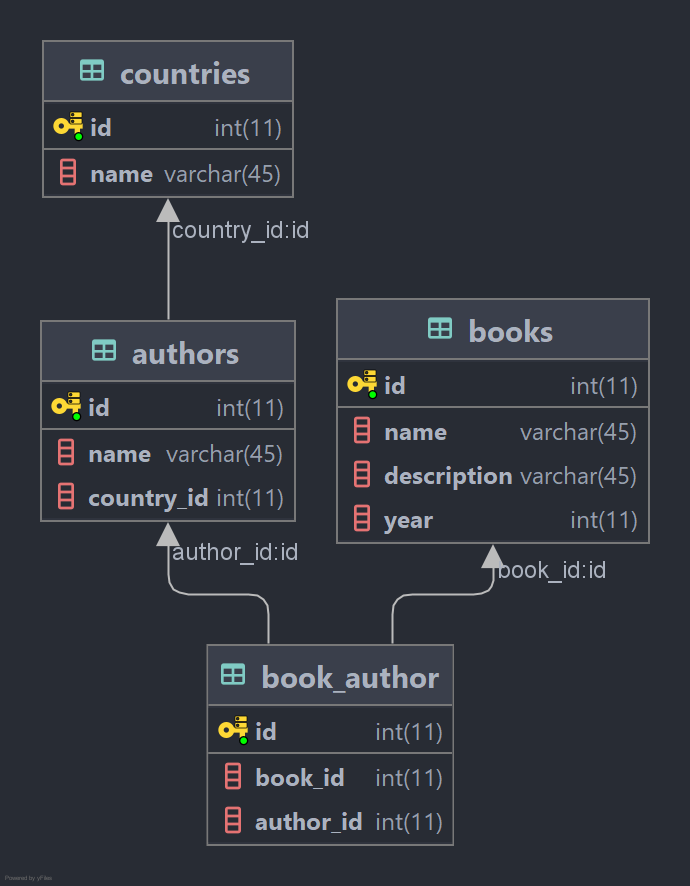 countries
id int(11)
name varchar(45)
country_id:id
authors
id int(11)
name varchar(45)
country_id int(11)
books
id int(11)
name varchar(45)
description varchar(45)
year int(11)
author_id:id
book_id:id
book_author
id int(11)
book_id int(11)
author_id int(11)
Powered by yFiles